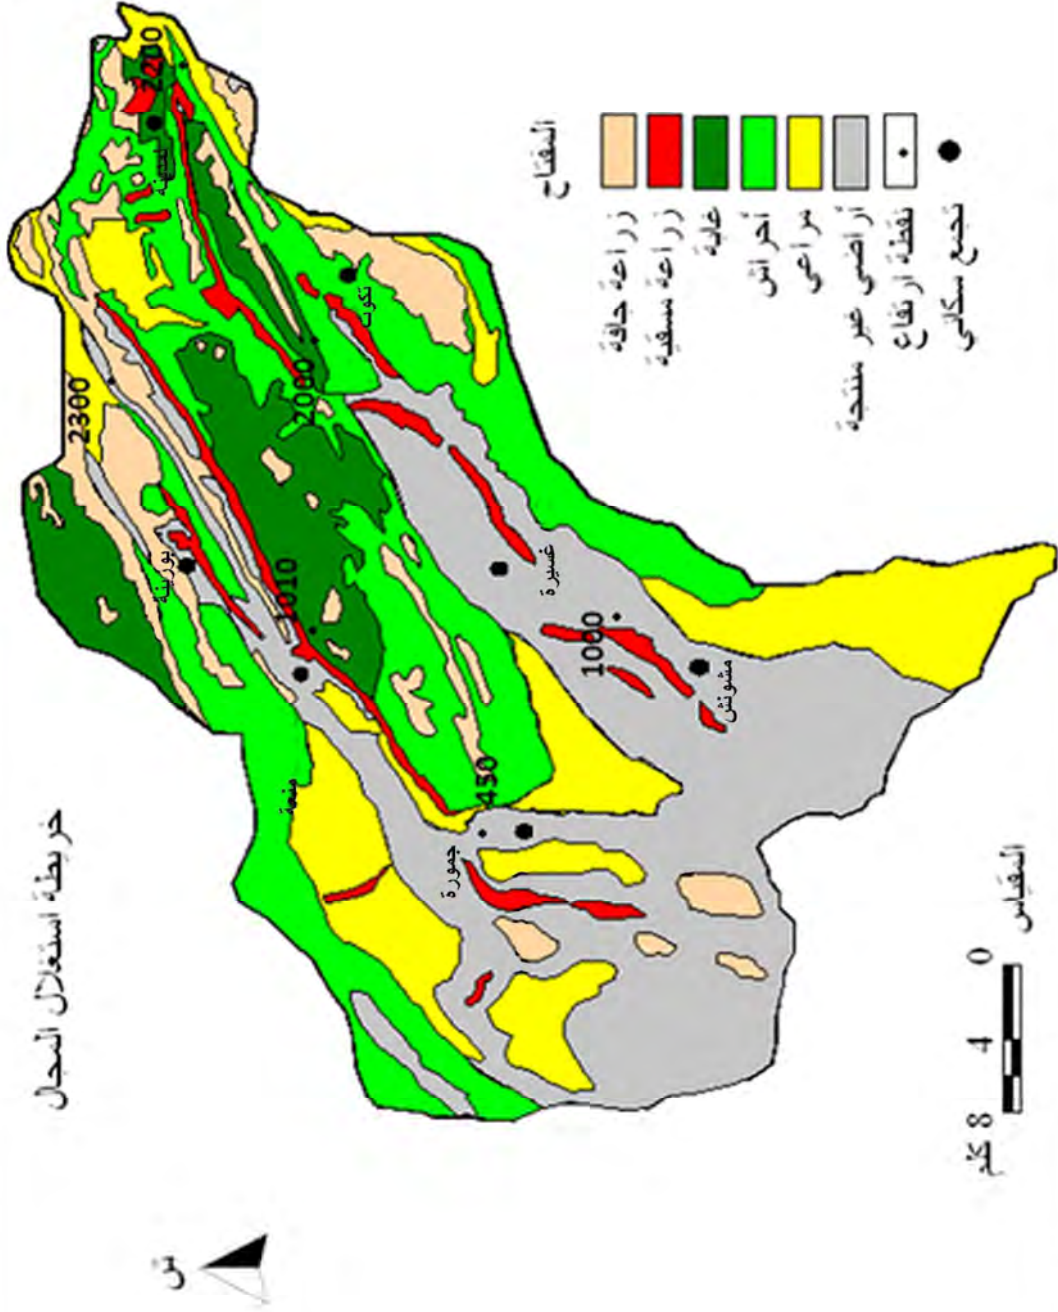 خريطة استغلال المجال
ش
2300
2000
1010
1000
450
بوزينة
منعة
تكوت
غسيرة
مشونش
جمورة
المفتاح
زراعة جافة
زراعة مسقية
غابة
أحراش
مراعي
أراضي غير منتجة
نقطة ارتفاع
تجمع سكاني
المقياس
0 4 8 كلم